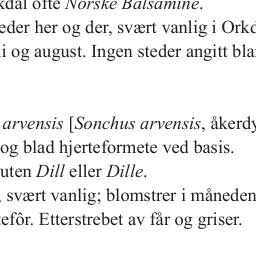 kdal ofte Norske Balsamine.
eder her og der, svært vanlig i Orkd
i og august. Ingen steder angitt bla
arvensis [Sonchus arvensis, åkerdy
og blad hjerteformete ved basis.
uten Dill eller Dille.
, svært vanlig; blomstrer i måneden
efôr. Etterstrebet av får og griser.